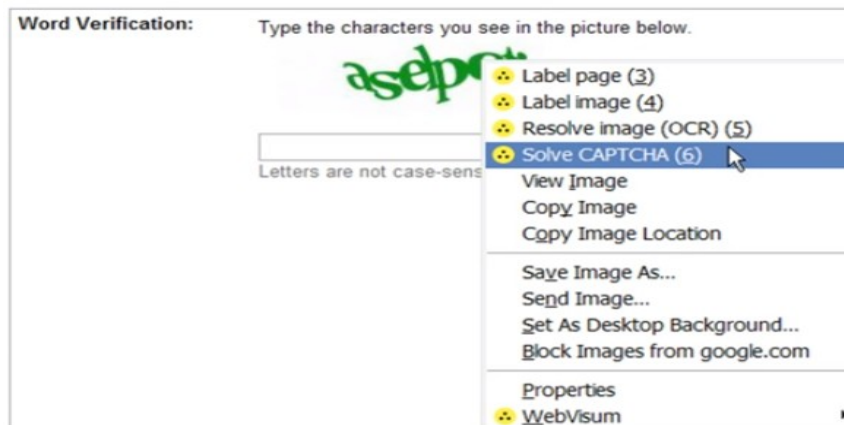 Word Verification:
Type the characters you see in the picture below.
Label page (3)
Label image (4)
Resolve image (OCR) (5)
Solve CAPTCHA (6)
Letters are not case-sens
View Image
Copy Image
Copy Image Location
Save Image As...
Send Image...
Set As Desktop Background...
Block Images from google.com
Properties
WebVisum